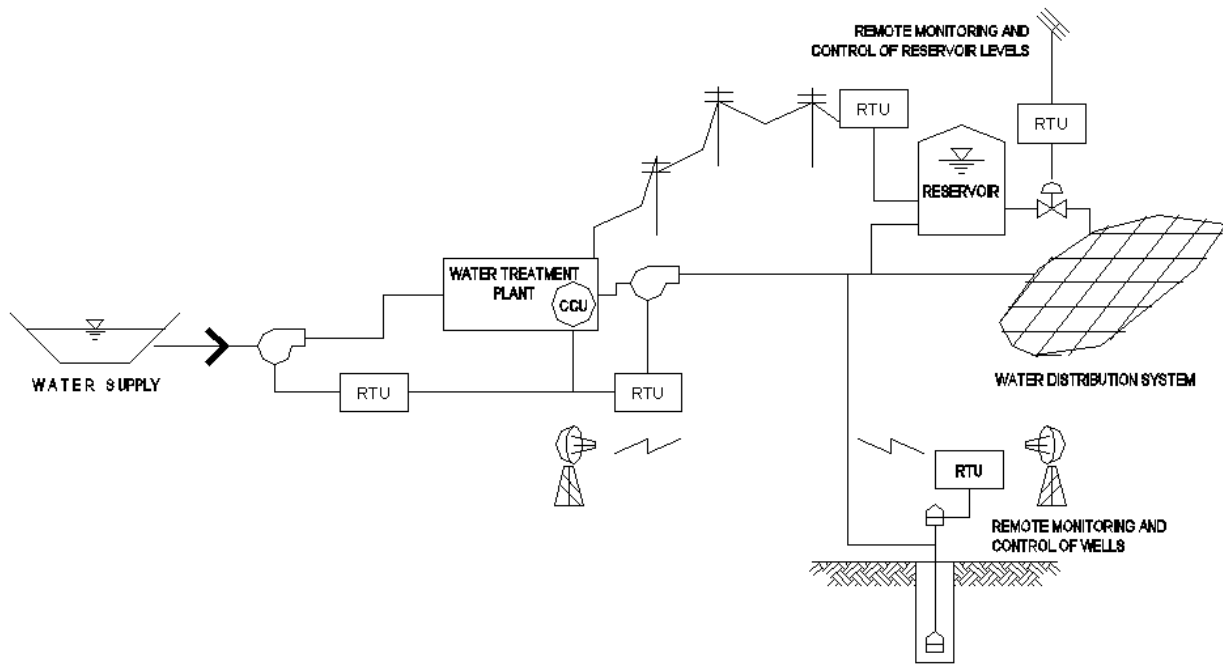 REMOTE MONITORING AND
CONTROL OF RESERVOIR LEVELS
RTU
RTU
RESERVOIR
WATER TREATMENT
PLANT
CCU
WATER SUPPLY
RTU
RTU
WATER DISTRIBUTION SYSTEM
RTU
REMOTE MONITORING AND
CONTROL OF WELLS